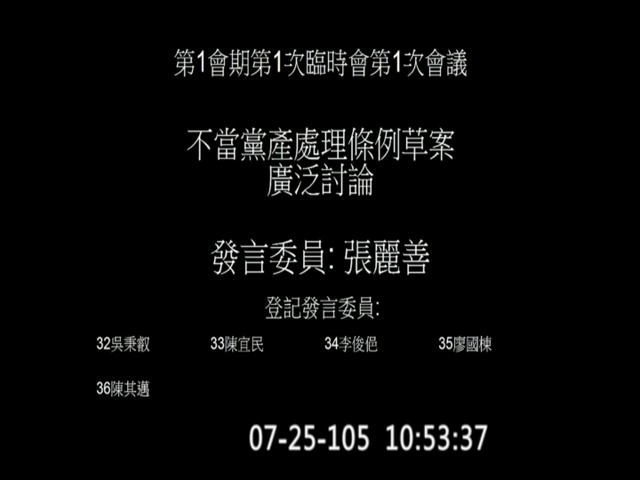 第1會期第1次臨時會第1次會議
不當黨產處理條例草案
廣泛討論
發言委員: 張麗善
登記發言委員:
32吳秉叡 33陳宜民 34李俊俋 35廖國棟
36陳其邁
07-25-105 10:53:37